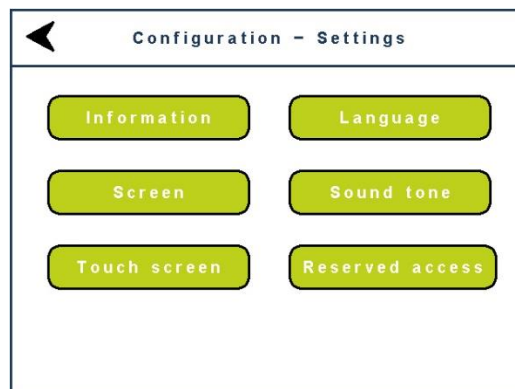 Configuration – Settings
Information
Language
Screen
Sound tone
Touch screen
Reserved access